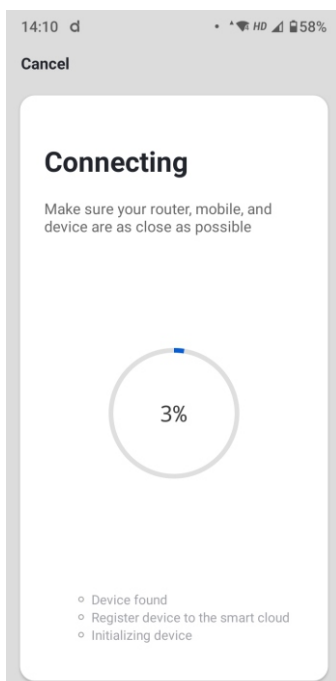 14:10 d HD 58%
Cancel
Connecting
Make sure your router, mobile, and
device are as close as possible
3%
Device found
Register device to the smart cloud
Initializing device